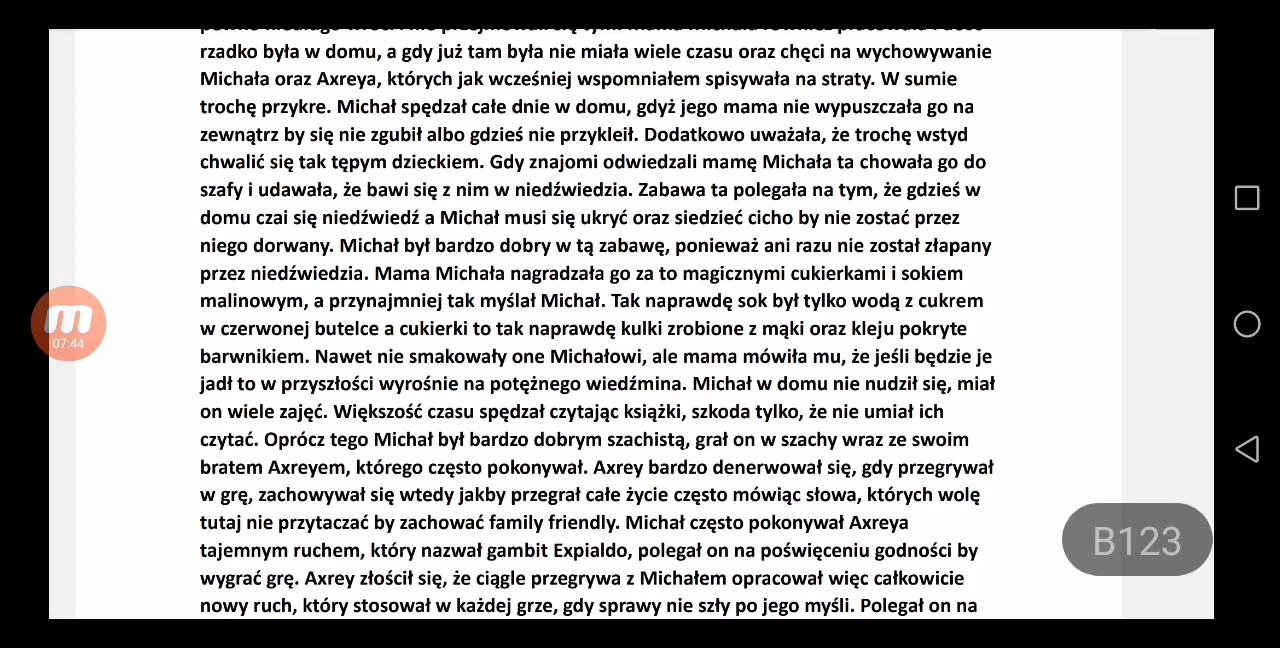 rzadko była w domu, a gdy już tam była nie miała wiele czasu oraz chęci na wychowywanie
Michała oraz Axreya, których jak wcześniej wspomniałem spisywała na straty. W sumie
trochę przykre. Michał spędzał całe dnie w domu, gdyż jego mama nie wypuszczała go na
zewnątrz by się nie zgubił albo gdzieś nie przykleił. Dodatkowo uważała, że trochę wstyd
chwalić się tak tępym dzieckiem. Gdy znajomi odwiedzali mamę Michała ta chowała go do
szafy i udawała, że bawi się z nim w niedźwiedzia. Zabawa ta polegała na tym, że gdzieś w
domu czai się niedźwiedź a Michał musi się ukryć oraz siedzieć cicho by nie zostać przez
niego dorwany. Michał był bardzo dobry w tą zabawę, ponieważ ani razu nie został złapany
przez niedźwiedzia. Mama Michała nagradzała go za to magicznymi cukierkami i sokiem
malinowym, a przynajmniej tak myślał Michał. Tak naprawdę sok był tylko wodą z cukrem
w czerwonej butelce a cukierki to tak naprawdę kulki zrobione z mąki oraz kleju pokryte
barwnikiem. Nawet nie smakowały one Michałowi, ale mama mówiła mu, że jeśli będzie je
jadł to w przyszłości wyrośnie na potężnego wiedźmina. Michał w domu nie nudził się, miał
on wiele zajęć. Większość czasu spędzał czytając książki, szkoda tylko, że nie umiał ich
czytać. Oprócz tego Michał był bardzo dobrym szachistą, grał on w szachy wraz ze swoim
bratem Axreyem, którego często pokonywał. Axrey bardzo denerwował się, gdy przegrywał
w grę, zachowywał się wtedy jakby przegrał całe życie często mówiąc słowa, których wolę
tutaj nie przytaczać by zachować family friendly. Michał często pokonywał Axreya
tajemnym ruchem, który nazwał gambit Expialdo, polegał on na poświęceniu godności by
wygrać grę. Axrey złościł się, że ciągle przegrywa z Michałem opracował więc całkowicie
nowy ruch, który stosował w każdej grze, gdy sprawy nie szły po jego myśli. Polegał on na
07:44
B123